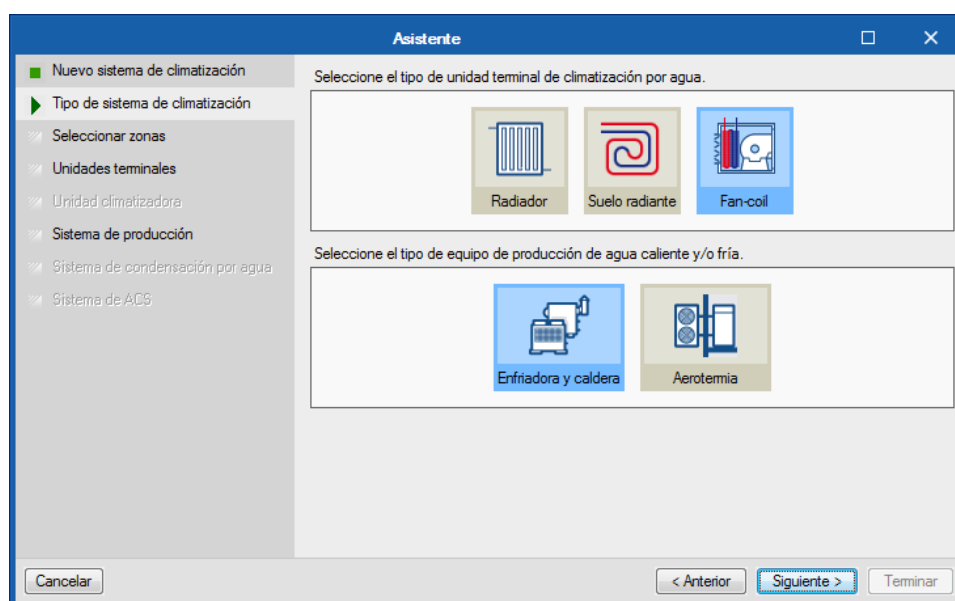 Asistente
Nuevo sistema de climatización
Tipo de sistema de climatización
Seleccionar zonas
Unidades terminales
Unidad climatizadora
Sistema de producción
Sistema de condensación por agua
Sistema de ACS
Seleccione el tipo de unidad terminal de climatización por agua.
Radiador
Suelo radiante
Fan-coil
Seleccione el tipo de equipo de producción de agua caliente y/o fría.
Enfriadora y caldera
Aerotermia
Cancelar
< Anterior
Siguiente >
Terminar